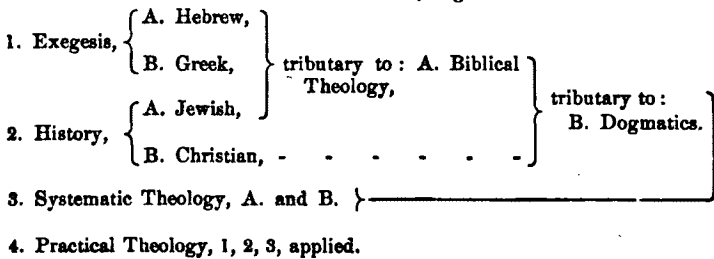 A. Hebrew,
1. Exegesis,
B. Greek,
tributary to: A. Biblical
Theology,
A. Jewish,
tributary to:
B. Dogmatics.
2. History,
B. Christian, - - - - - -
3. Systematic Theology, A. and B.
4. Practical Theology, 1, 2, 3, applied.